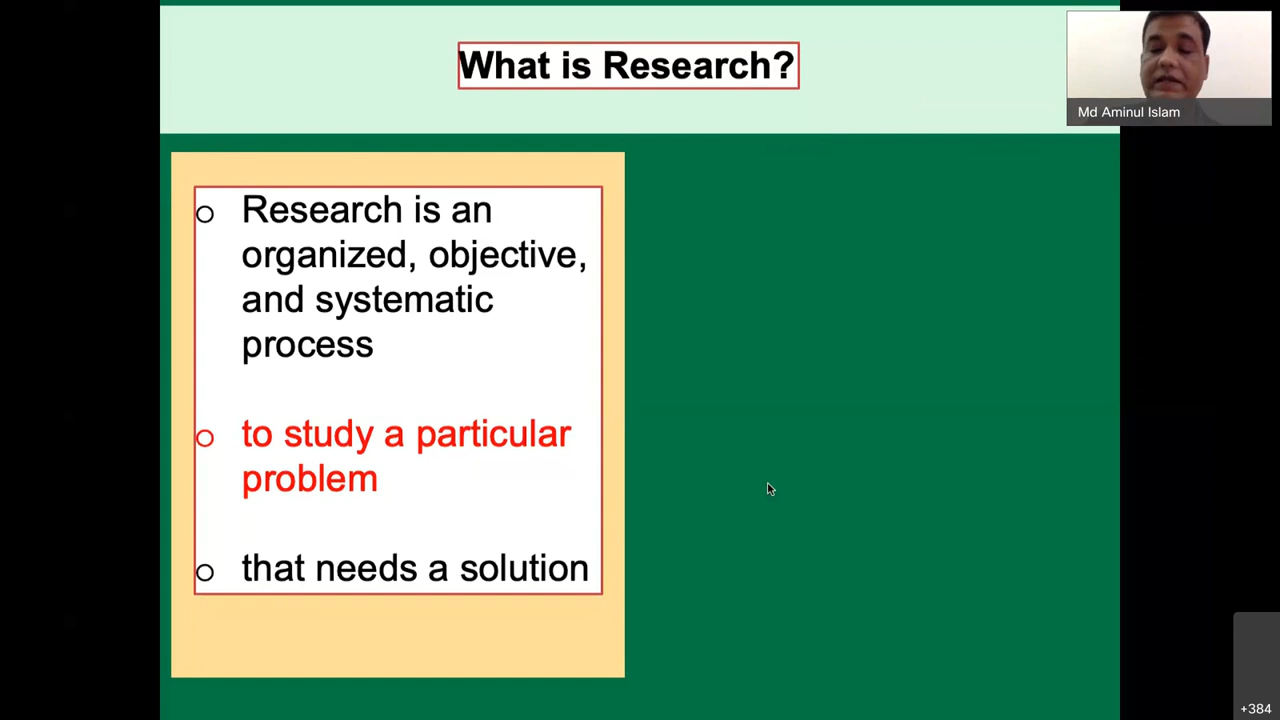 What is Research?
Md Aminul Islam
o Research is an
organized, objective,
and systematic
process
o to study a particular
problem
o that needs a solution
+384